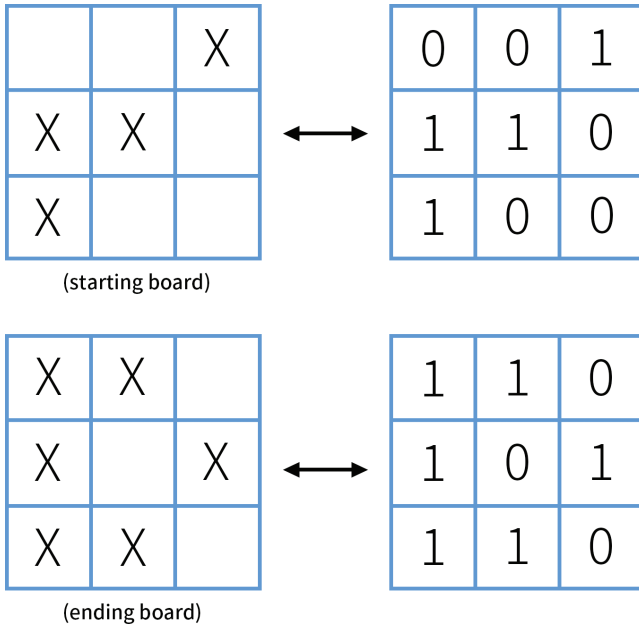 X 0 0 1
X X 1 1 0
X 1 0 0
(starting board)
X X 1 1 0
X X 1 0 1
X X 1 1 0
(ending board)